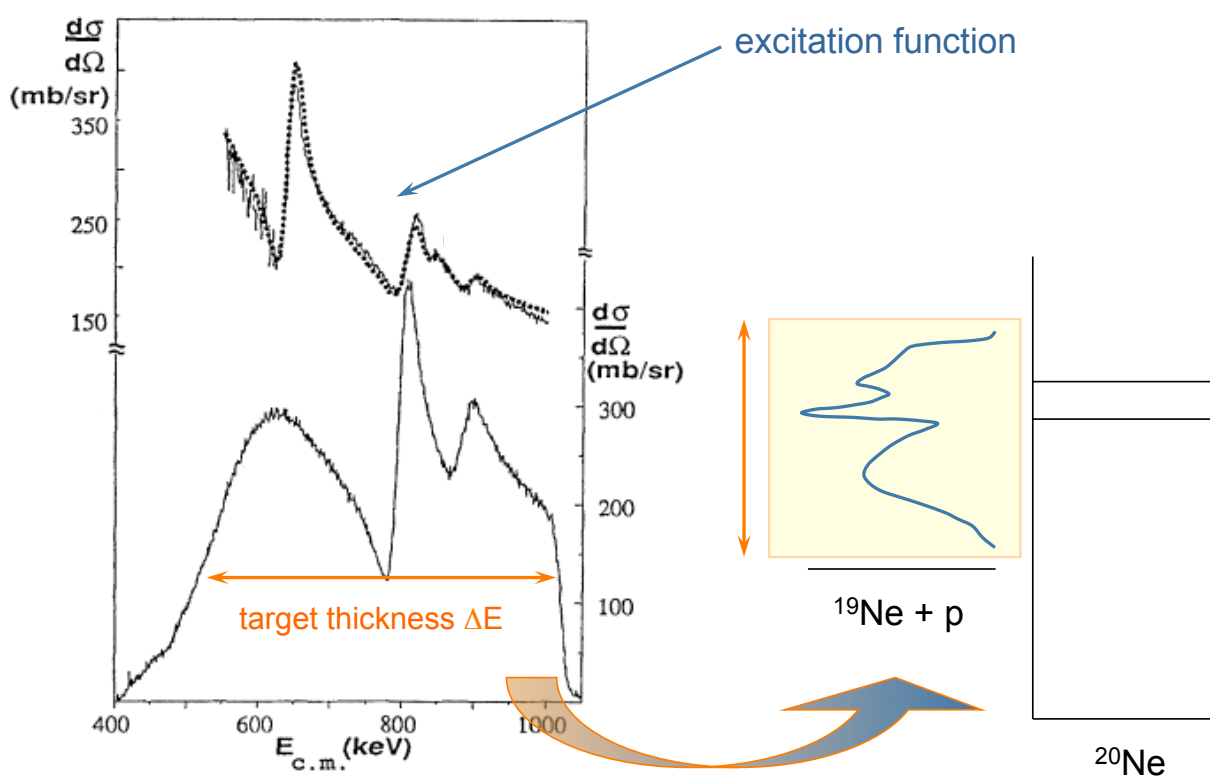 dσ
dΩ
(mb/sr)
350
250
150
≈
≈
excitation function
dσ
dΩ
(mb/sr)
300
200
100
target thickness ΔE
400
600
800
1000
E c.m. (keV)
¹⁹Ne + p
²⁰Ne